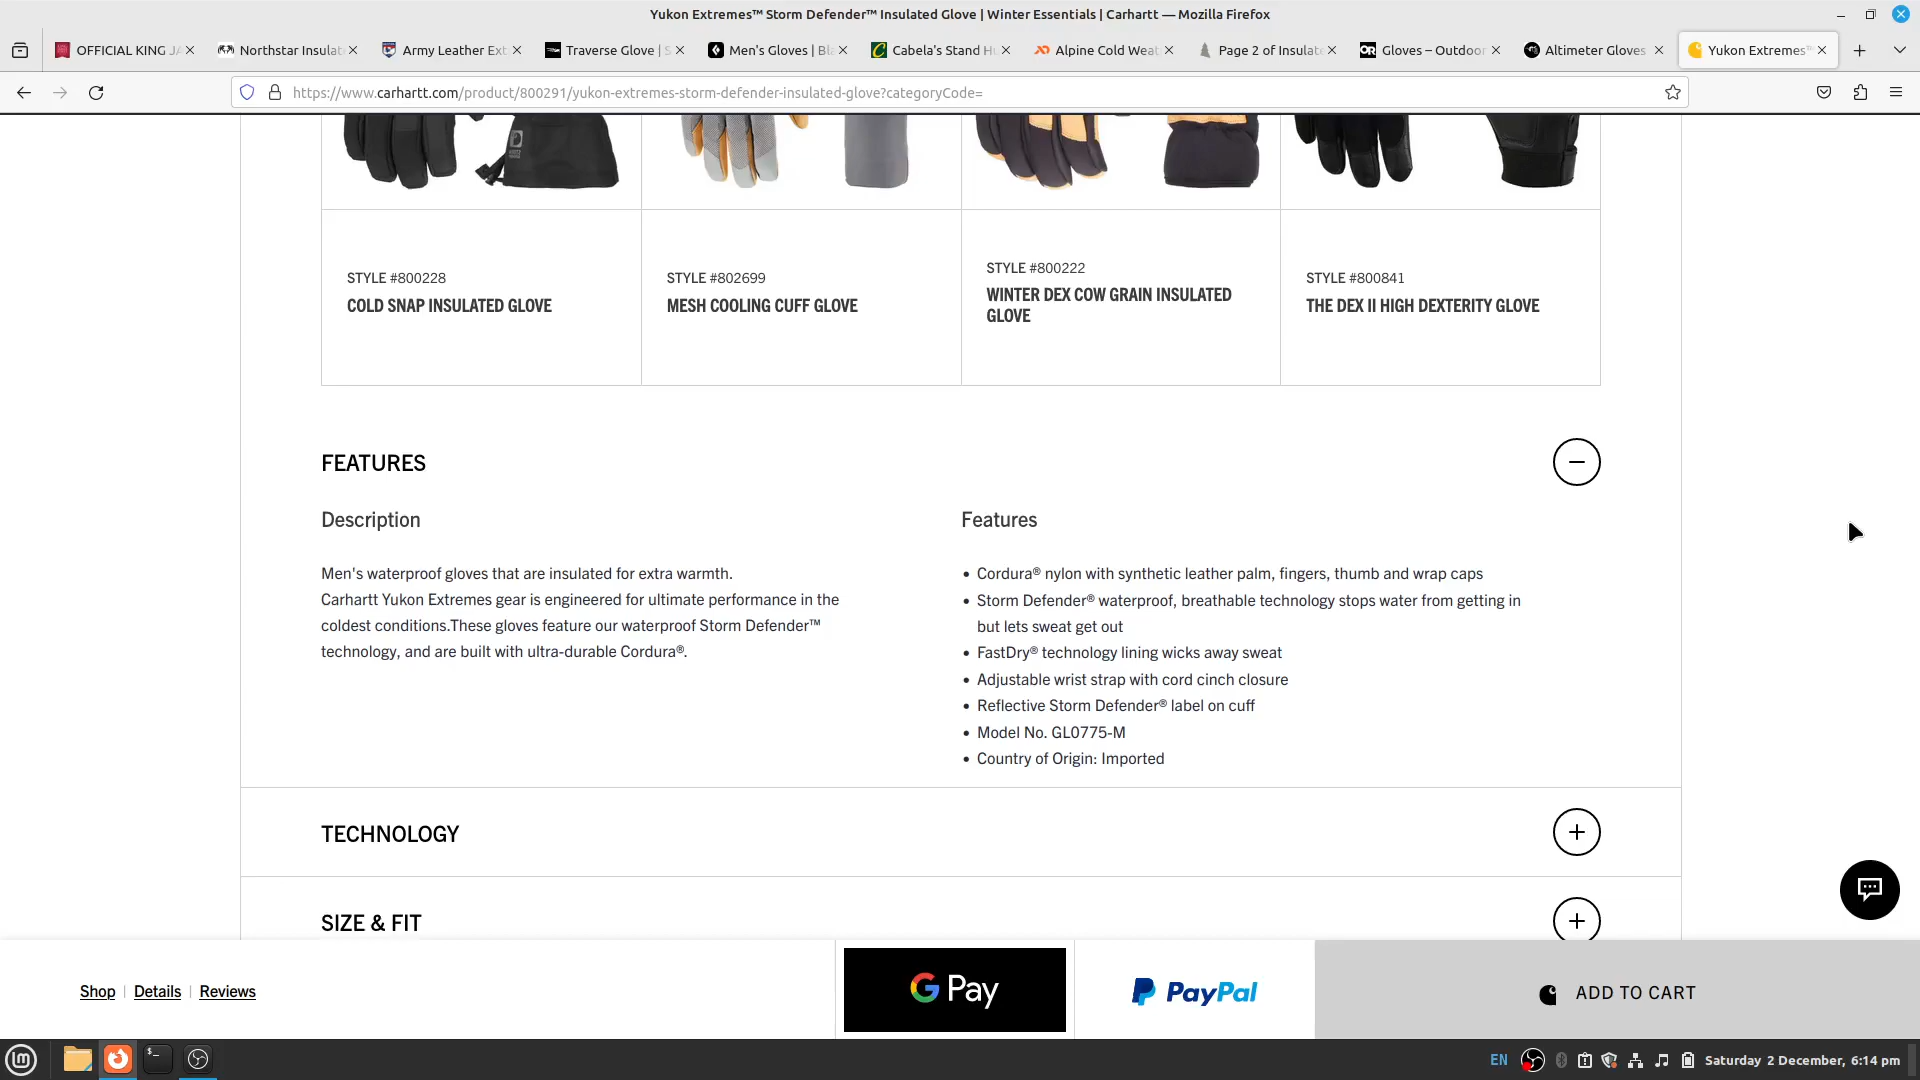 Yukon Extremes™ Storm Defender™ Insulated Glove | Winter Essentials | Carhartt — Mozilla Firefox
OFFICIAL KING JA
Northstar Insulat
Army Leather Ext
Traverse Glove | S
Men's Gloves | Bla
Cabela's Stand Hu
Alpine Cold Weat
Page 2 of Insulate
Gloves – Outdoor
Altimeter Gloves
Yukon Extremes™
https://www.carhartt.com/product/800291/yukon-extremes-storm-defender-insulated-glove?categoryCode=
STYLE #800228
COLD SNAP INSULATED GLOVE
STYLE #802699
MESH COOLING CUFF GLOVE
STYLE #800222
WINTER DEX COW GRAIN INSULATED
GLOVE
STYLE #800841
THE DEX II HIGH DEXTERITY GLOVE
FEATURES
Description
Men's waterproof gloves that are insulated for extra warmth.
Carhartt Yukon Extremes gear is engineered for ultimate performance in the
coldest conditions.These gloves feature our waterproof Storm Defender™
technology, and are built with ultra-durable Cordura®.
Features
• Cordura® nylon with synthetic leather palm, fingers, thumb and wrap caps
• Storm Defender® waterproof, breathable technology stops water from getting in
but lets sweat get out
• FastDry® technology lining wicks away sweat
• Adjustable wrist strap with cord cinch closure
• Reflective Storm Defender® label on cuff
• Model No. GL0775-M
• Country of Origin: Imported
TECHNOLOGY
SIZE & FIT
Shop | Details | Reviews
G Pay
PayPal
ADD TO CART
EN
Saturday 2 December, 6:14 pm